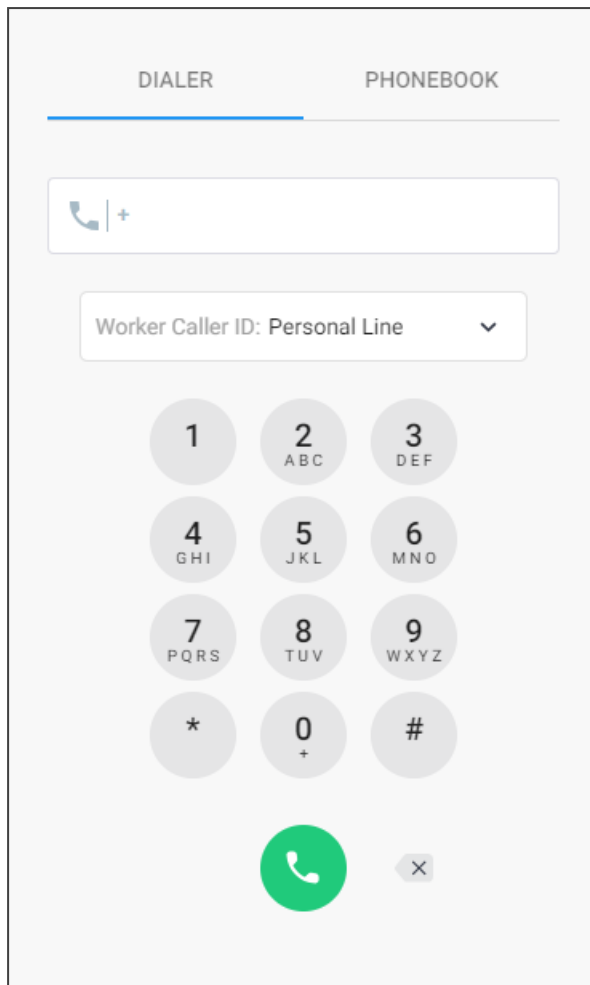 DIALER PHONEBOOK
+
Worker Caller ID: Personal Line
1 2 3
ABC DEF
4 5 6
GHI JKL MNO
7 8 9
PQRS TUV WXYZ
* 0 #
+